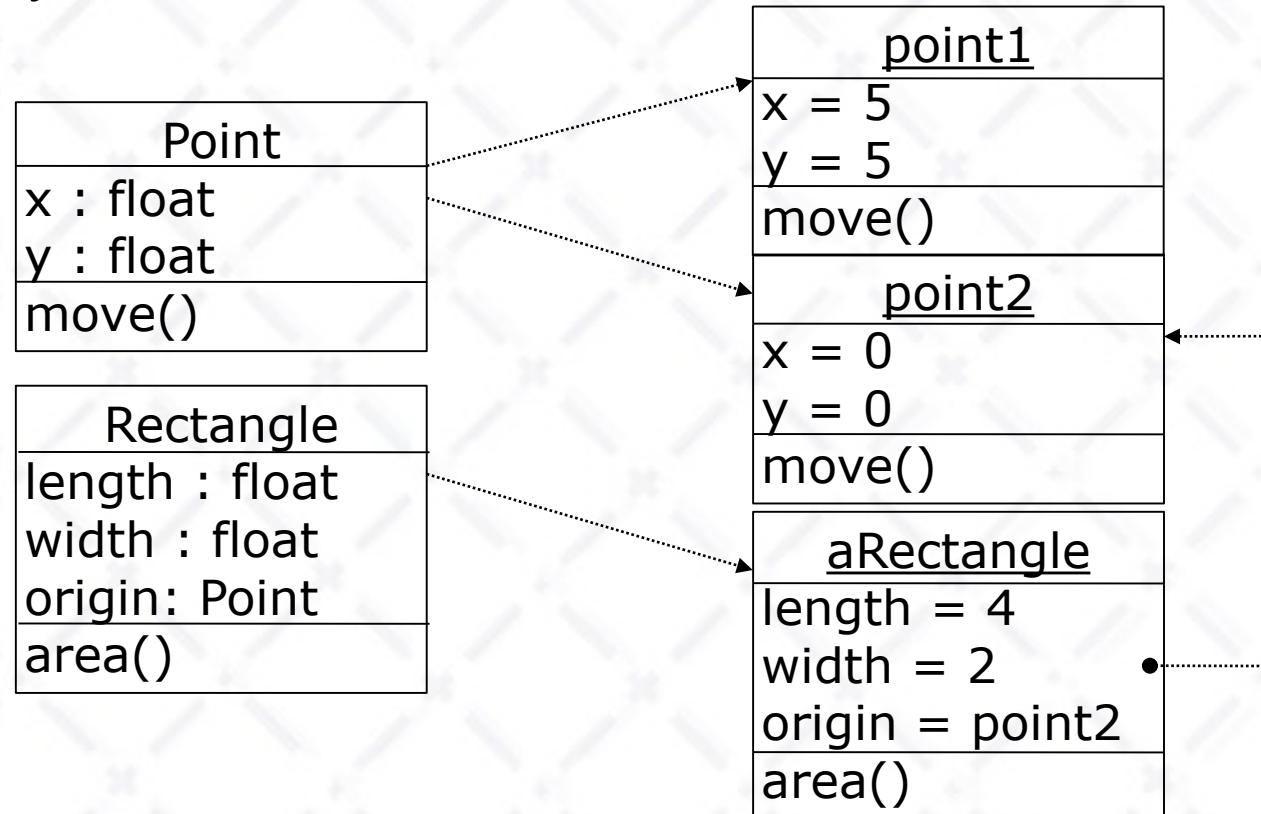 Point
x : float
y : float
move()
Rectangle
length : float
width : float
origin: Point
area()
point1
x = 5
y = 5
move()
point2
x = 0
y = 0
move()
aRectangle
length = 4
width = 2
origin = point2
area()